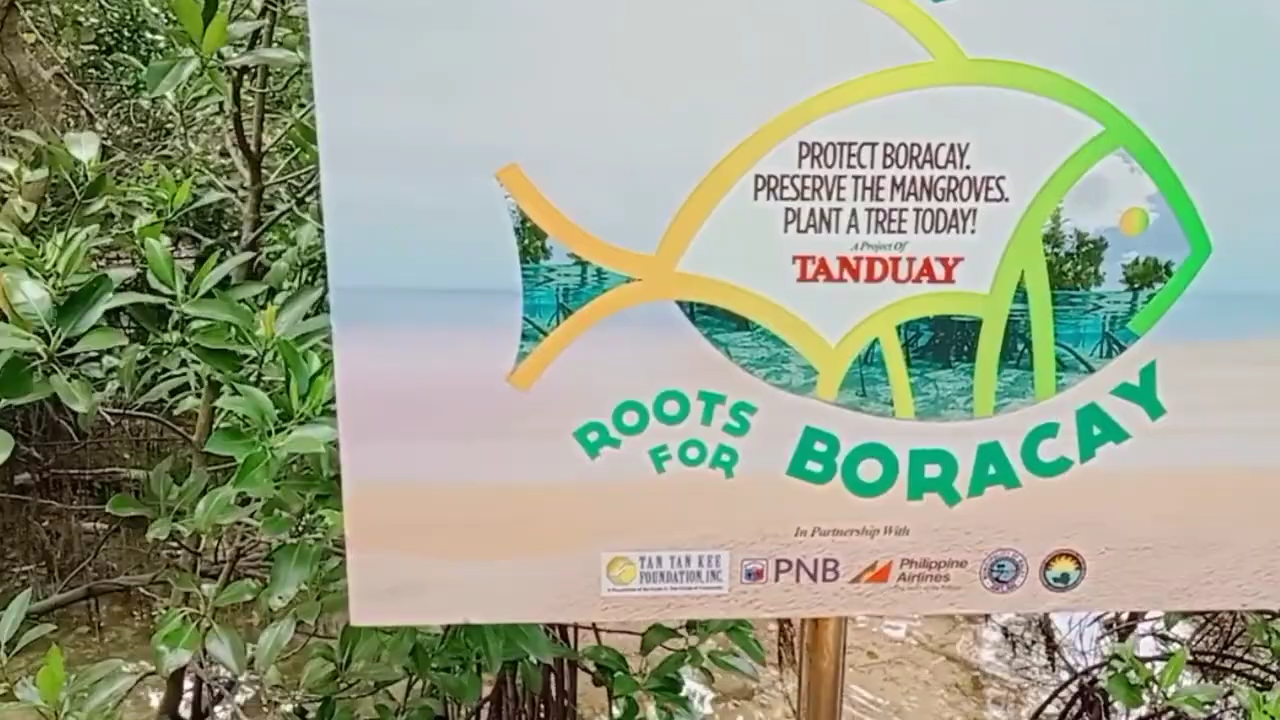 PROTECT BORACAY.
PRESERVE THE MANGROVES.
PLANT A TREE TODAY!
A Project Of
TANDUAY
ROOTS
FOR
BORACAY
In Partnership With
TAN YAN KEE
FOUNDATION, INC.
PNB
Philippine
Airlines